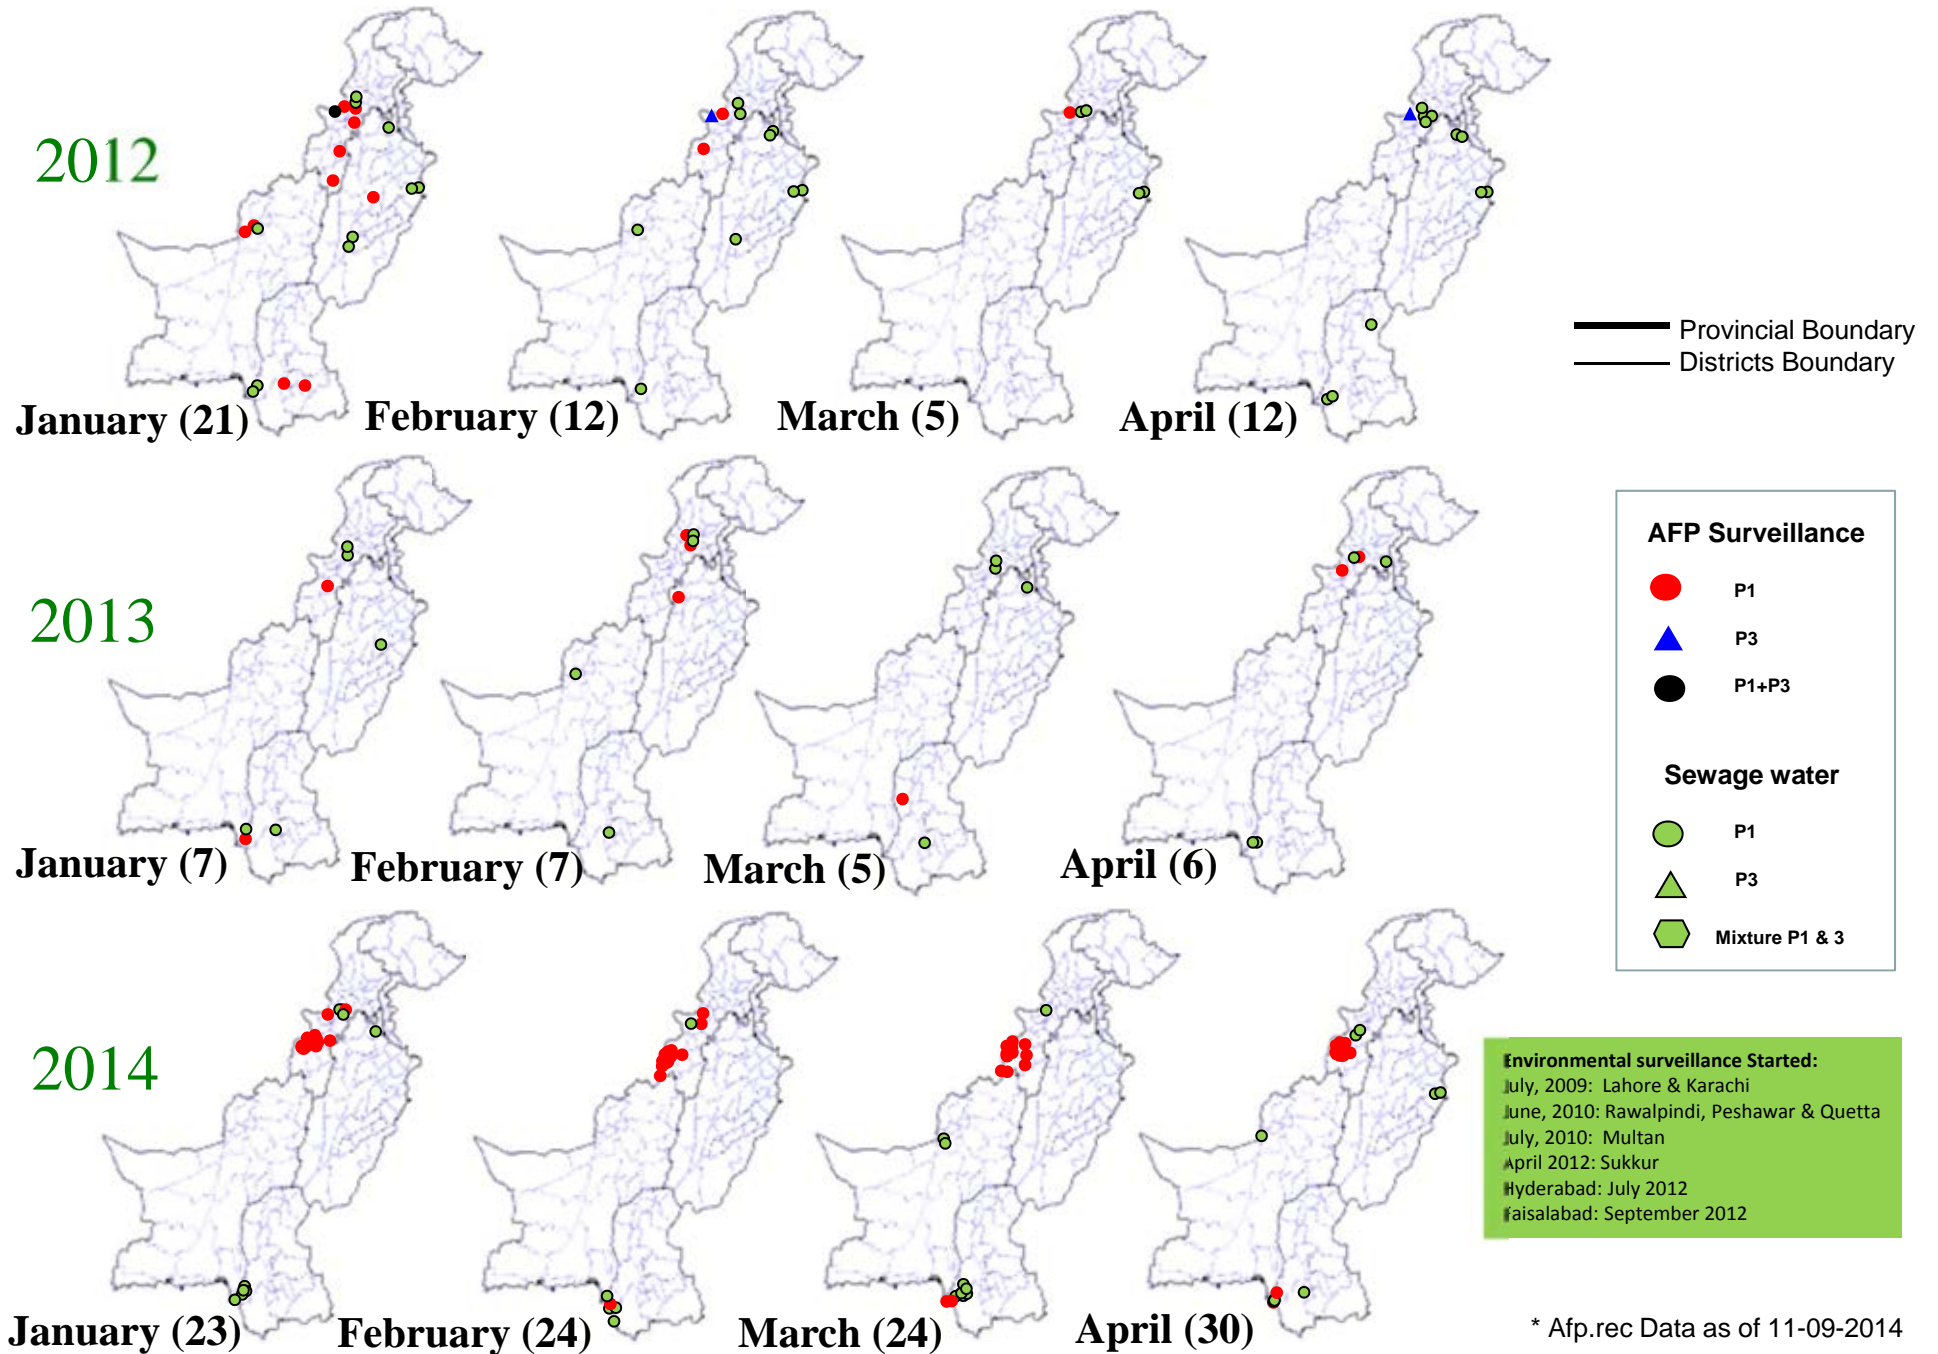 2012
January (21)
February (12)
March (5)
April (12)
Provincial Boundary
Districts Boundary
2013
January (7)
February (7)
March (5)
April (6)
AFP Surveillance
P1
P3
P1+P3
Sewage water
P1
P3
Mixture P1 & 3
2014
January (23)
February (24)
March (24)
April (30)
Environmental surveillance Started:
July, 2009: Lahore & Karachi
June, 2010: Rawalpindi, Peshawar & Quetta
July, 2010: Multan
April 2012: Sukkur
Hyderabad: July 2012
Faisalabad: September 2012
* Afp.rec Data as of 11-09-2014